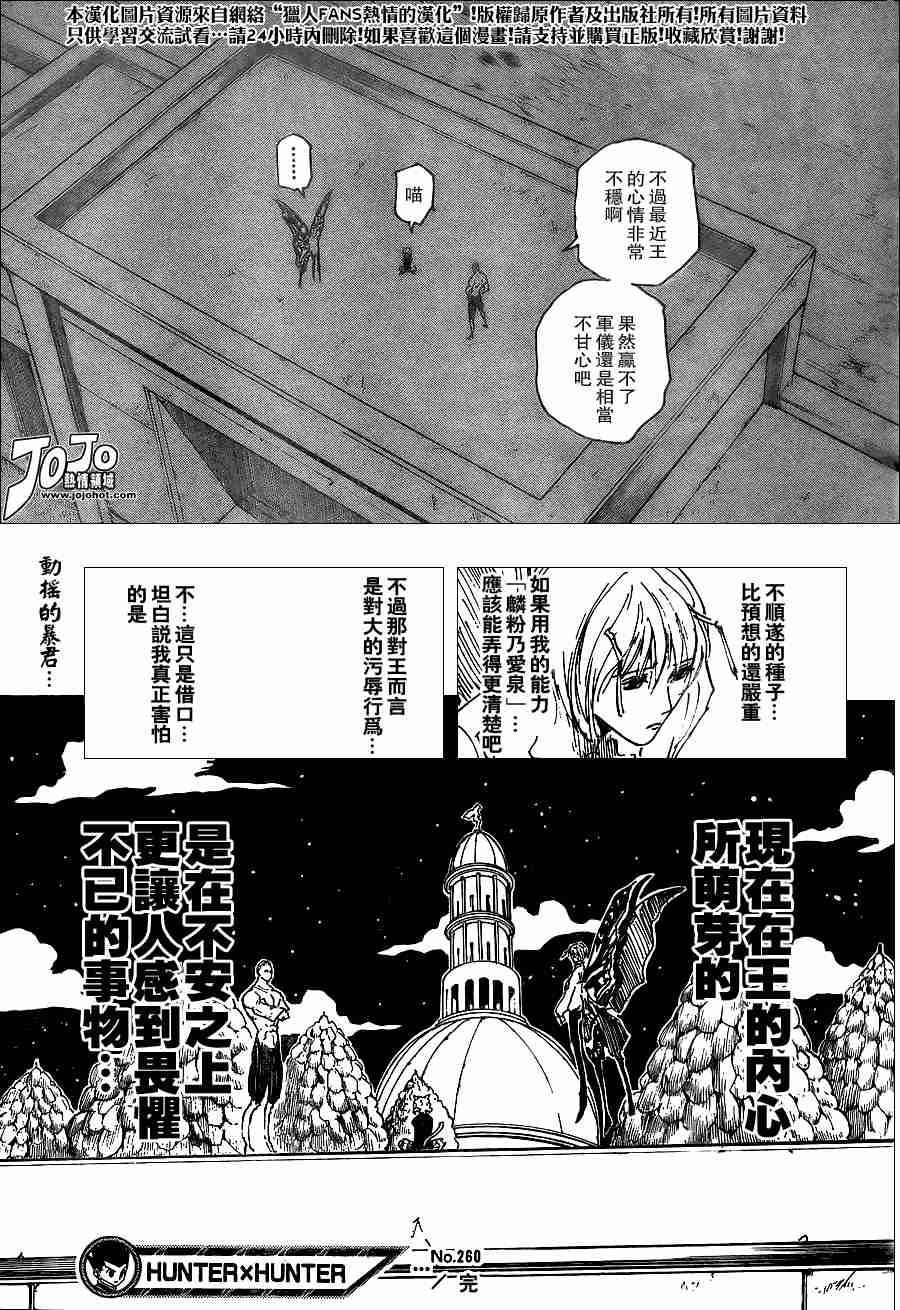 本漢化圖片資源來自網絡“獵人FANS熱情的漢化”!版權歸原作者及出版社所有!所有圖片資料
只供學習交流試看…請24小時內刪除!如果喜歡這個漫畫!請支持並購買正版!收藏欣賞!謝謝!
不過最近王
的心情非常
不穩啊
果然贏不了
軍儀還是相當
不甘心吧
喵
……
JOJO
熱情領域
www.jojohot.com
不順遂的種子…
比預想的還嚴重
如果用我的能力
「麟粉乃愛泉」…
應該能弄得更清楚吧
不過那對王而言
是對大的污辱行爲…
不…這只是借口…
坦白説我真正害怕
的是
動搖的暴君…
現在在王的內心
所萌芽的
是在不安之上
更讓人感到畏懼
不已的事物…
HUNTER×HUNTER
No.260
…／完